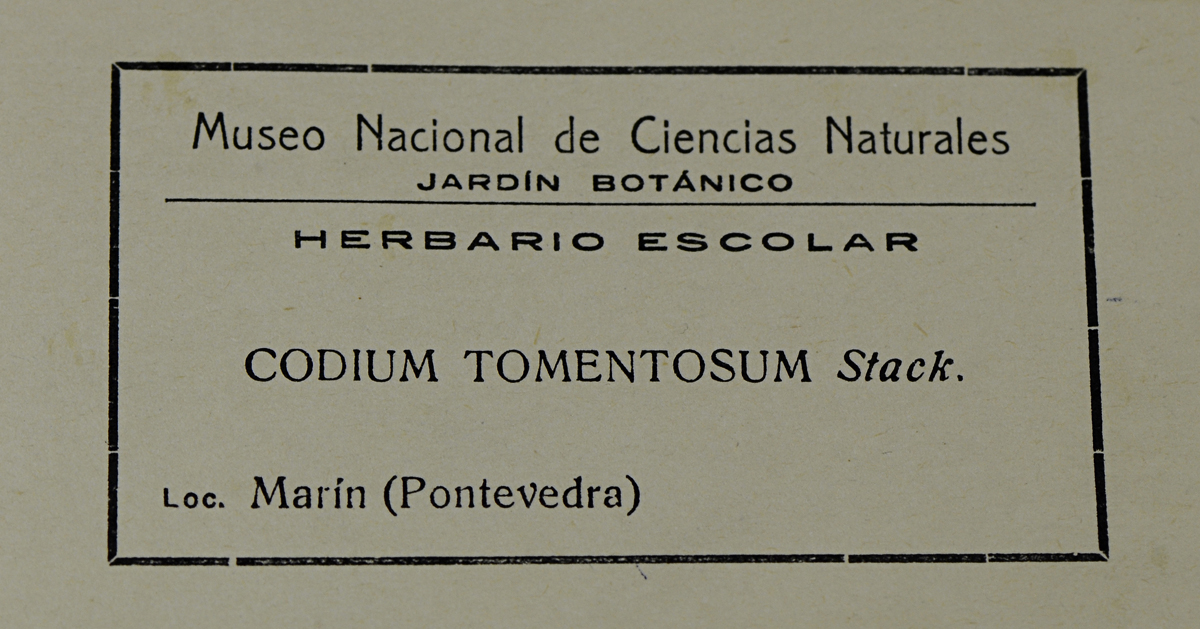 Museo Nacional de Ciencias Naturales
JARDÍN BOTÁNICO
HERBARIO ESCOLAR
CODIUM TOMENTOSUM Stack.
Loc. Marín (Pontevedra)